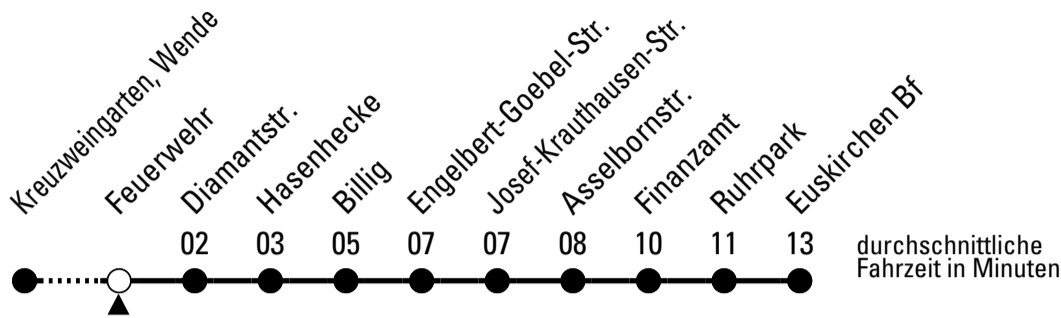 Kreuzweingarten, Wende
Feuerwehr
Diamantstr.
Hasenhecke
Billig
Engelbert-Goebel-Str.
Josef-Krauthausen-Str.
Asselbornstr.
Finanzamt
Ruhrpark
Euskirchen Bf
02 03 05 07 07 08 10 11 13
durchschnittliche
Fahrzeit in Minuten